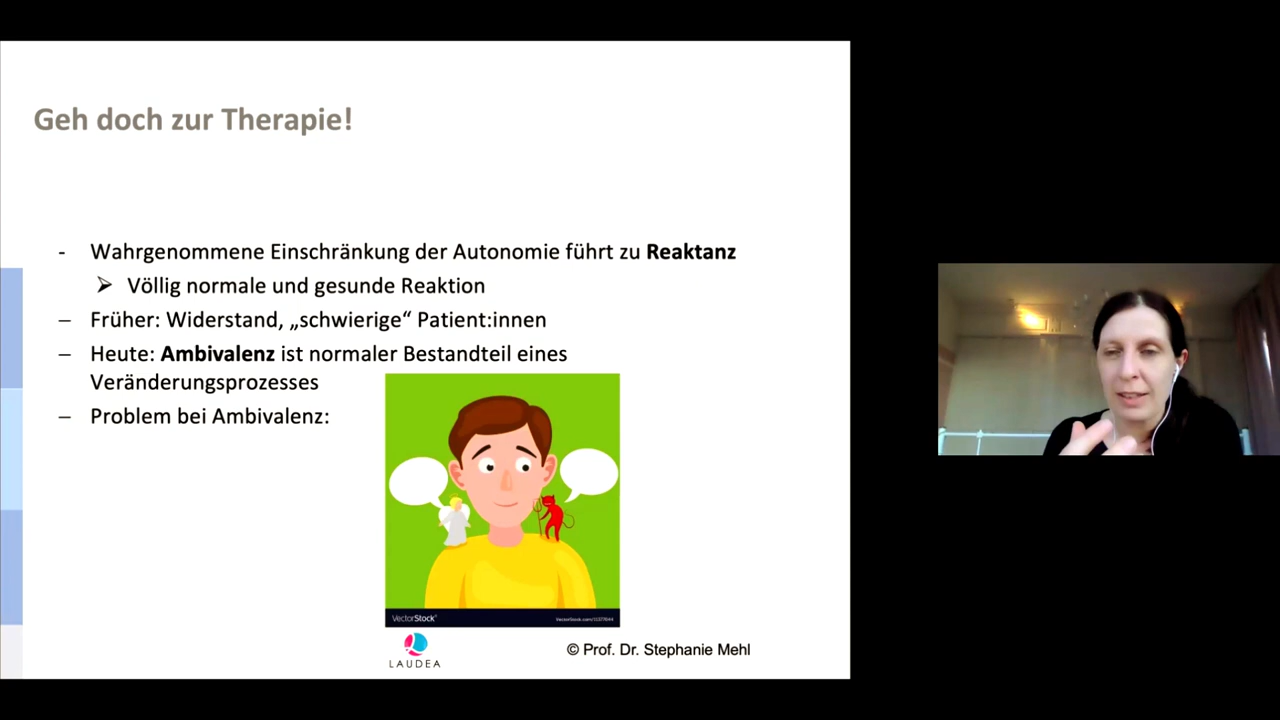 Geh doch zur Therapie!
- Wahrgenommene Einschränkung der Autonomie führt zu Reaktanz
➢ Völlig normale und gesunde Reaktion
– Früher: Widerstand, „schwierige“ Patient:innen
– Heute: Ambivalenz ist normaler Bestandteil eines
Veränderungsprozesses
– Problem bei Ambivalenz:
VectorStock®
LAUDEA
© Prof. Dr. Stephanie Mehl